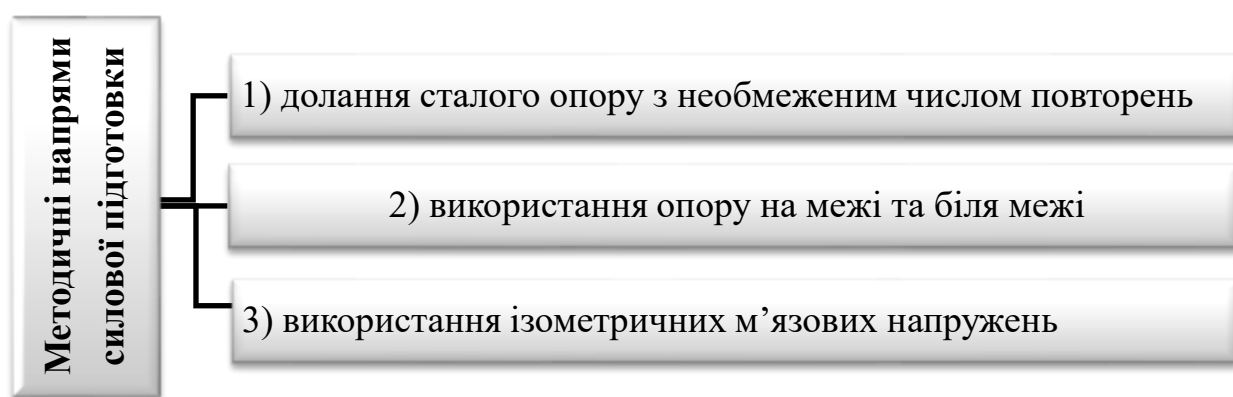 Методичні напрями
силової підготовки
1) долання сталого опору з необмеженим числом повторень
2) використання опору на межі та біля межі
3) використання ізометричних м’язових напружень